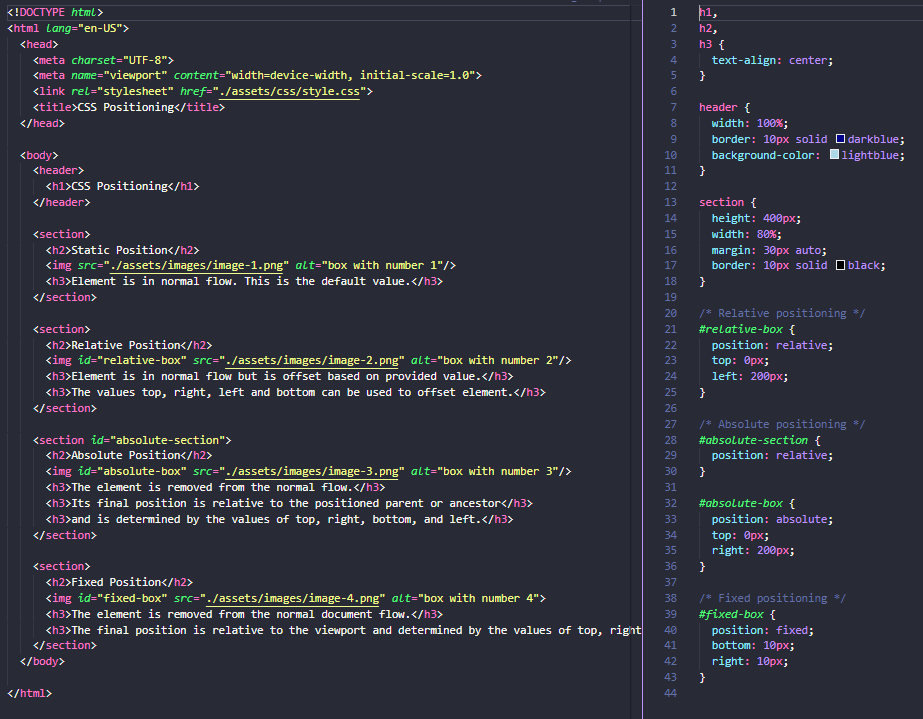 <!DOCTYPE html>
<html lang="en-US">
<head>
<meta charset="UTF-8">
<meta name="viewport" content="width=device-width, initial-scale=1.0">
<link rel="stylesheet" href="./assets/css/style.css">
<title>CSS Positioning</title>
</head>
<body>
<header>
<h1>CSS Positioning</h1>
</header>
<section>
<h2>Static Position</h2>
<img src="./assets/images/image-1.png" alt="box with number 1"/>
<h3>Element is in normal flow. This is the default value.</h3>
</section>
<section>
<h2>Relative Position</h2>
<img id="relative-box" src="./assets/images/image-2.png" alt="box with number 2"/>
<h3>Element is in normal flow but is offset based on provided value.</h3>
<h3>The values top, right, left and bottom can be used to offset element.</h3>
</section>
<section id="absolute-section">
<h2>Absolute Position</h2>
<img id="absolute-box" src="./assets/images/image-3.png" alt="box with number 3"/>
<h3>The element is removed from the normal flow.</h3>
<h3>Its final position is relative to the positioned parent or ancestor</h3>
<h3>and is determined by the values of top, right, bottom, and left.</h3>
</section>
<section>
<h2>Fixed Position</h2>
<img id="fixed-box" src="./assets/images/image-4.png" alt="box with number 4">
<h3>The element is removed from the normal document flow.</h3>
<h3>The final position is relative to the viewport and determined by the values of top, right
</section>
</body>
</html>
1 h1,
2 h2,
3 h3 {
4 text-align: center;
5 }
6
7 header {
8 width: 100%;
9 border: 10px solid darkblue;
10 background-color: lightblue;
11 }
12
13 section {
14 height: 400px;
15 width: 80%;
16 margin: 30px auto;
17 border: 10px solid black;
18 }
19
20 /* Relative positioning */
21 #relative-box {
22 position: relative;
23 top: 0px;
24 left: 200px;
25 }
26
27 /* Absolute positioning */
28 #absolute-section {
29 position: relative;
30 }
31
32 #absolute-box {
33 position: absolute;
34 top: 0px;
35 right: 200px;
36 }
37
38 /* Fixed positioning */
39 #fixed-box {
40 position: fixed;
41 bottom: 10px;
42 right: 10px;
43 }
44